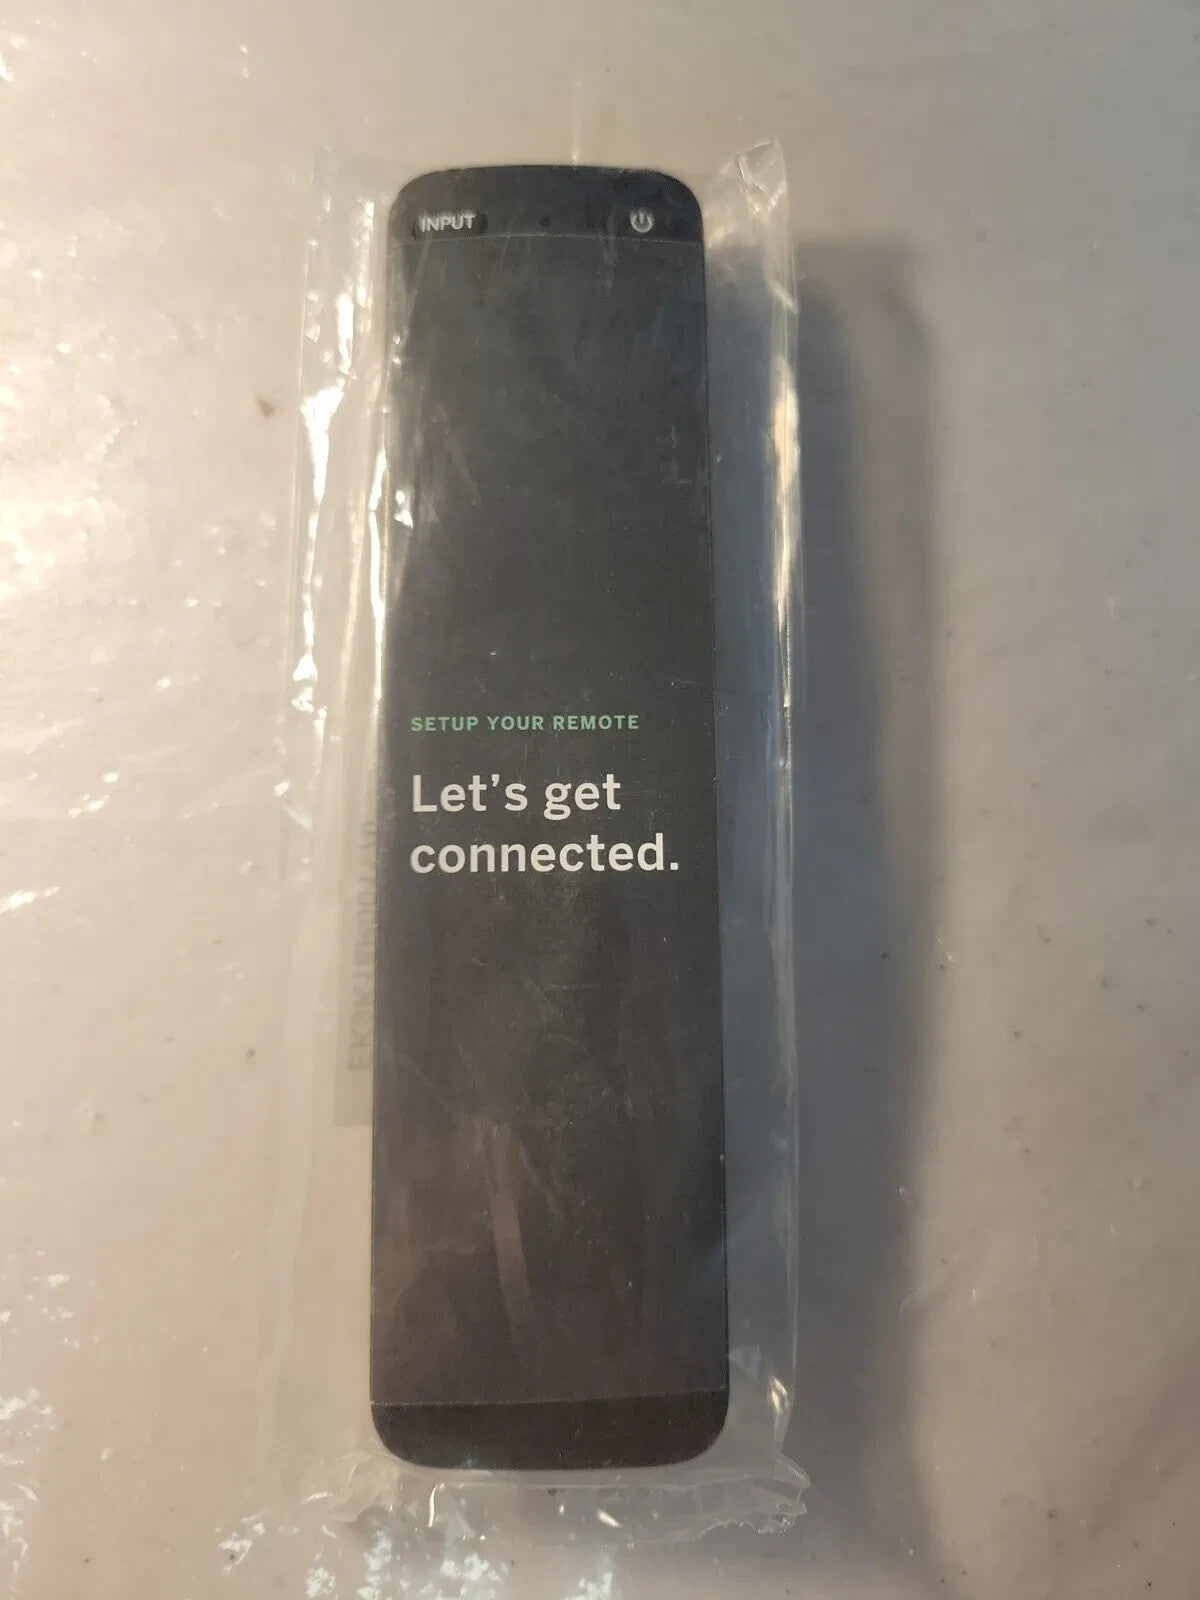 INPUT
SETUP YOUR REMOTE
Let's get
connected.